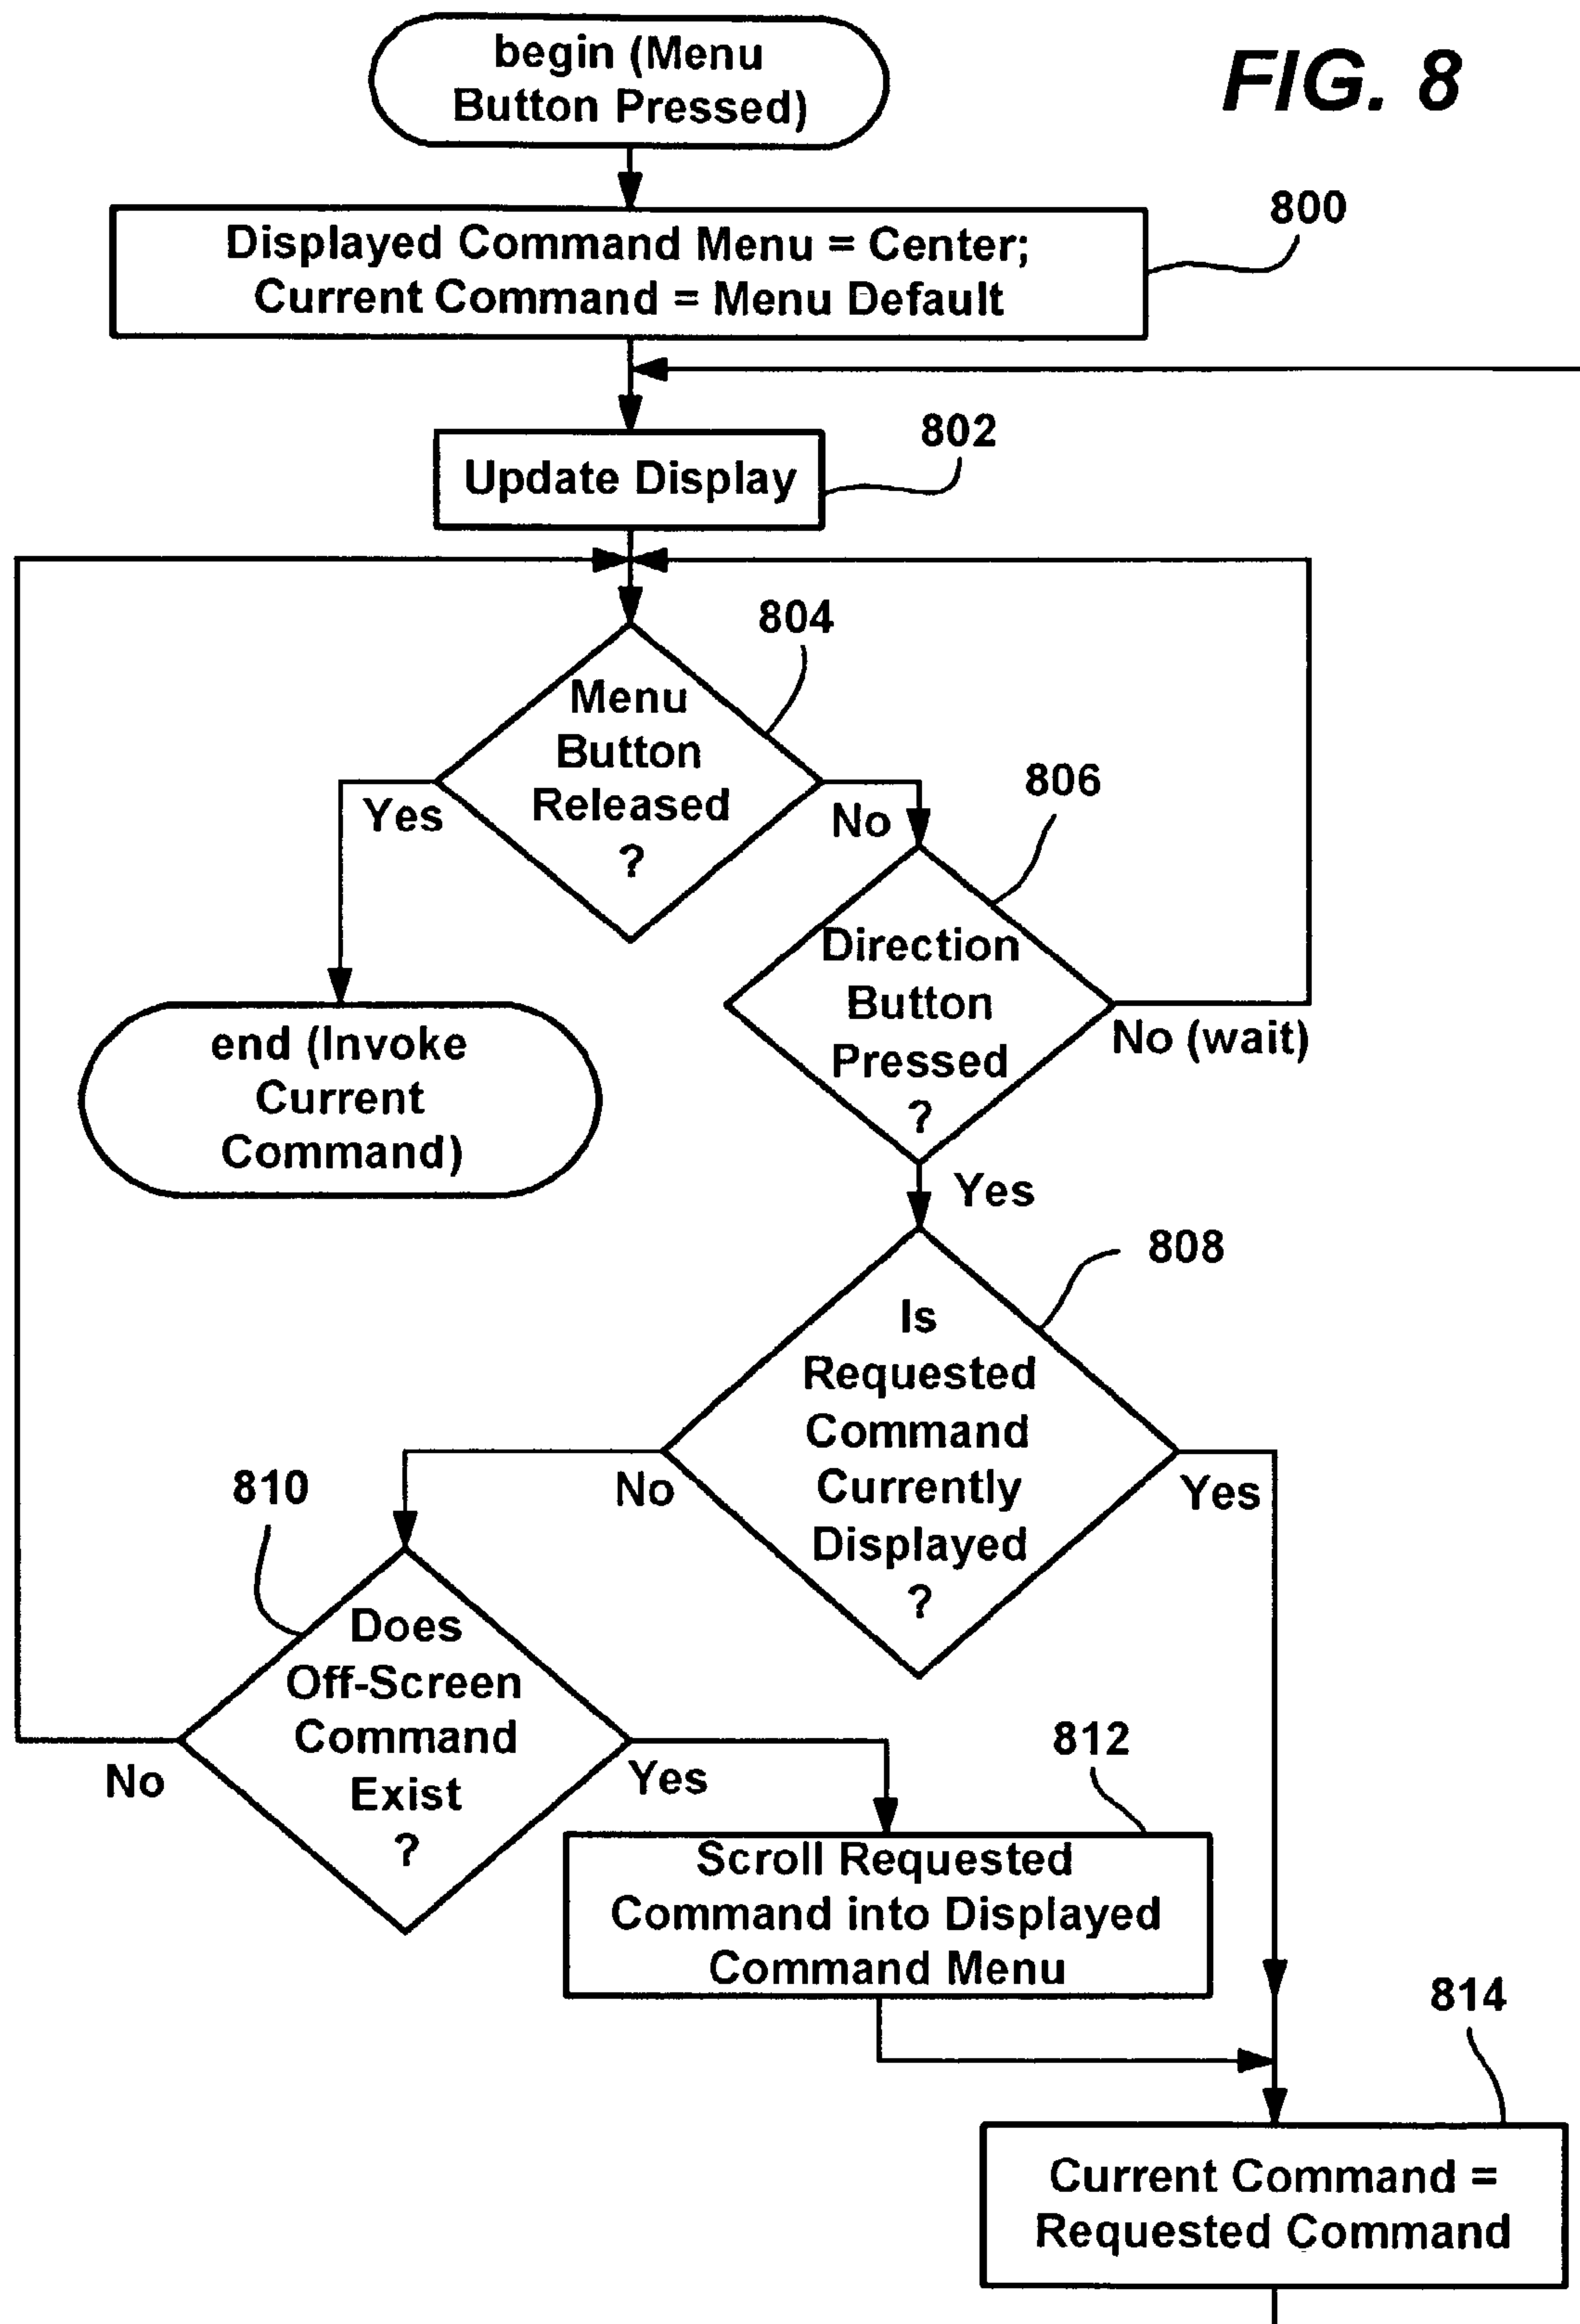 begin (Menu
Button Pressed)
FIG. 8
800
Displayed Command Menu = Center;
Current Command = Menu Default
802
Update Display
804
Menu
Button
Released
?
Yes
No
806
Direction
Button
Pressed
?
No (wait)
end (Invoke
Current
Command)
Yes
808
Is
Requested
Command
Currently
Displayed
?
No
Yes
810
Does
Off-Screen
Command
Exist
?
No
Yes
812
Scroll Requested
Command into Displayed
Command Menu
814
Current Command =
Requested Command